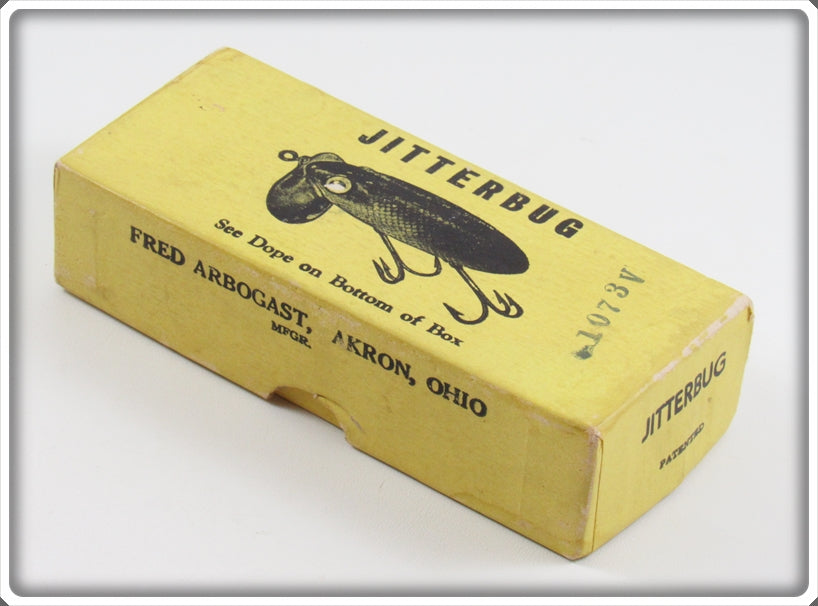 JITTERBUG
See Dope on Bottom of Box
1073V
FRED ARBOGAST, AKRON, OHIO
MFGR.
JITTERBUG
PATENTED